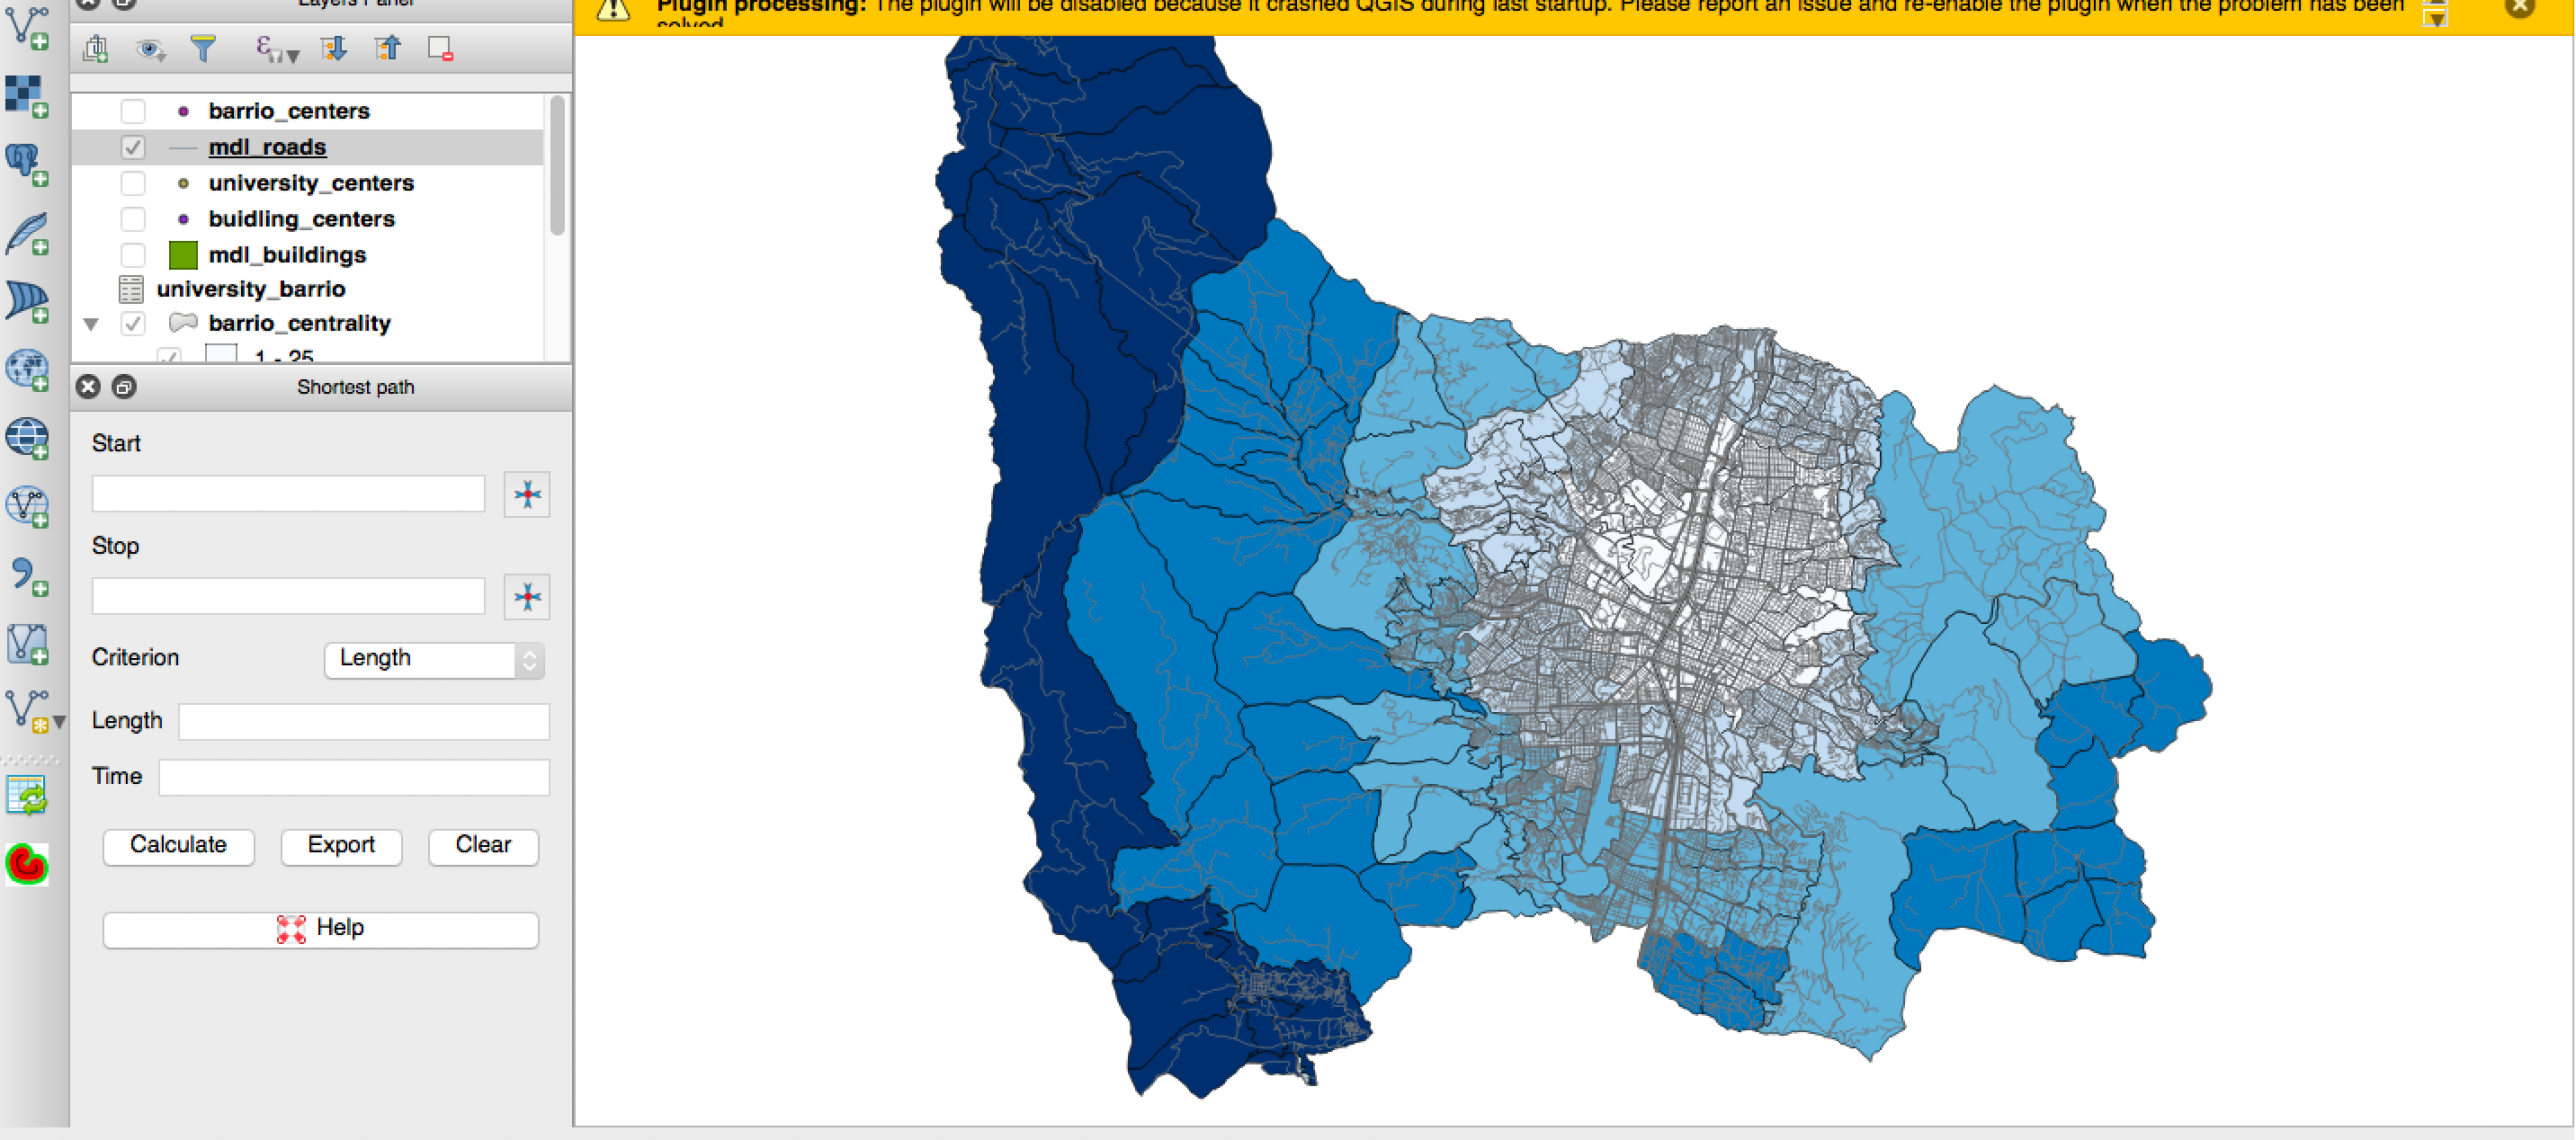 Layers Panel
Plugin processing: The plugin will be disabled because it crashed QGIS during last startup. Please report an issue and re-enable the plugin when the problem has been
solved.
barrio_centers
mdl_roads
university_centers
buidling_centers
mdl_buildings
university_barrio
barrio_centrality
1 - 25
Shortest path
Start
Stop
Criterion Length
Length
Time
Calculate Export Clear
Help